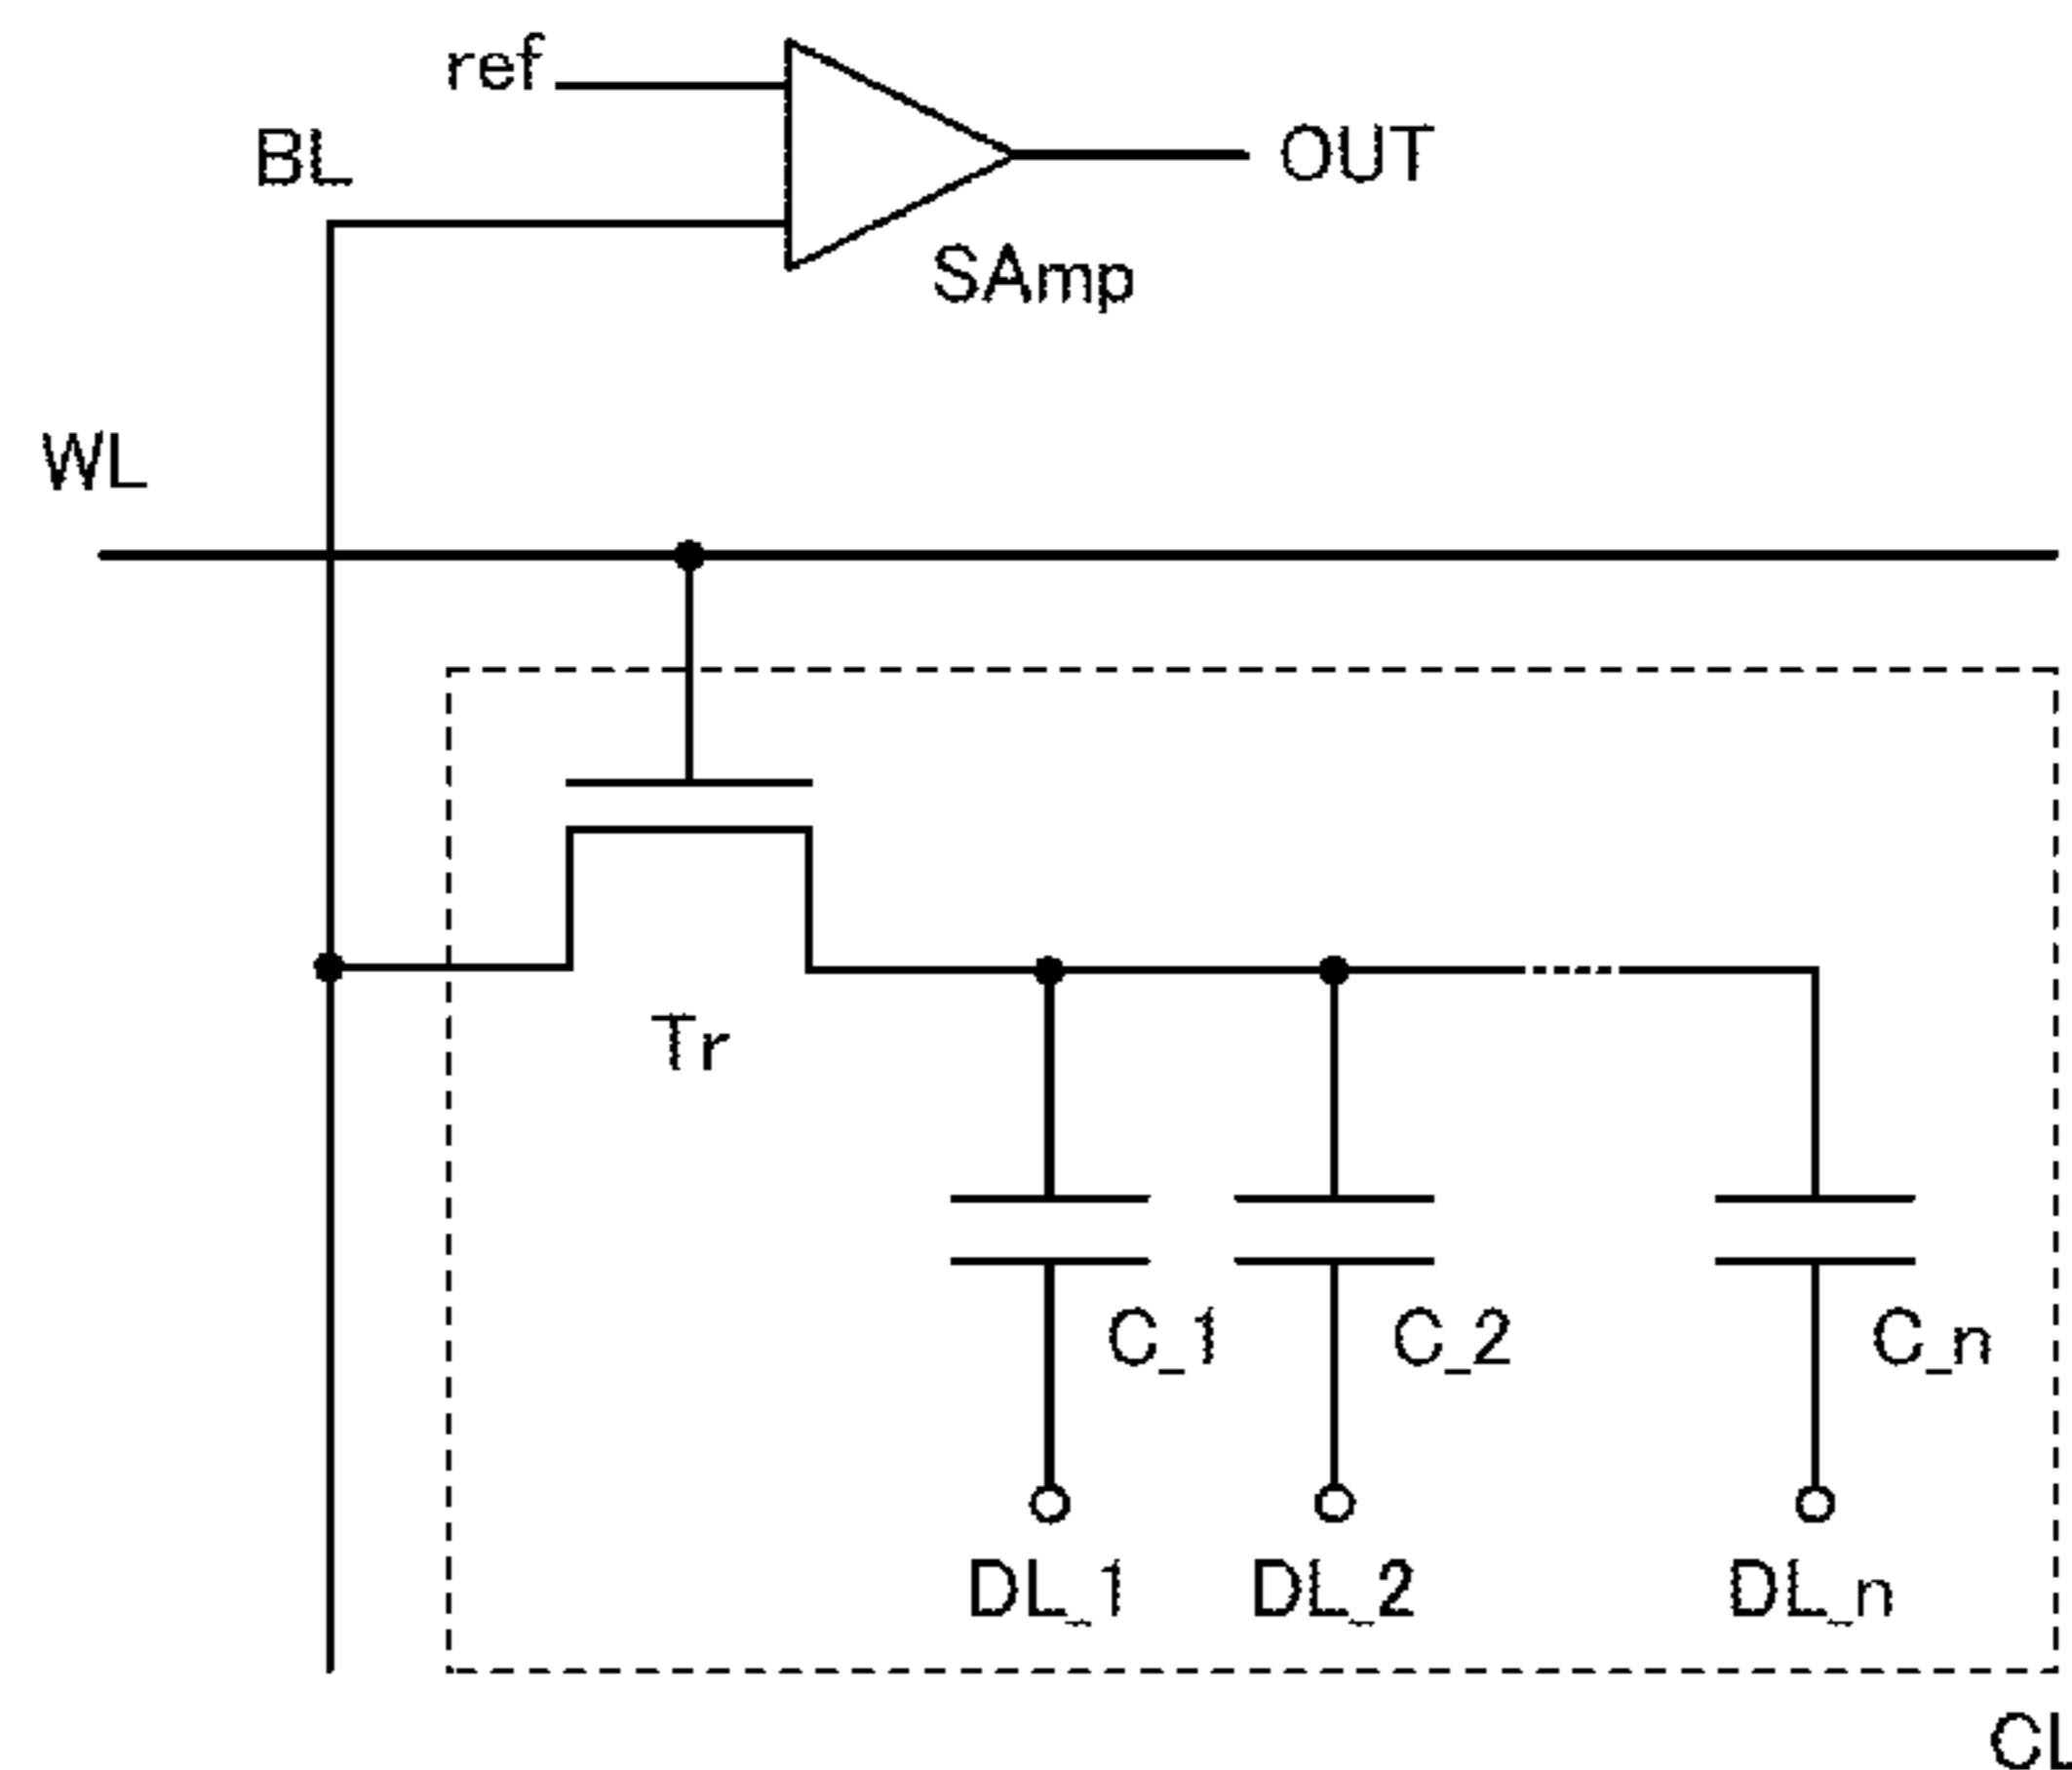 ref
BL
OUT
SAmp
WL
Tr
C_1
C_2
C_n
DL_1
DL_2
DL_n
CL